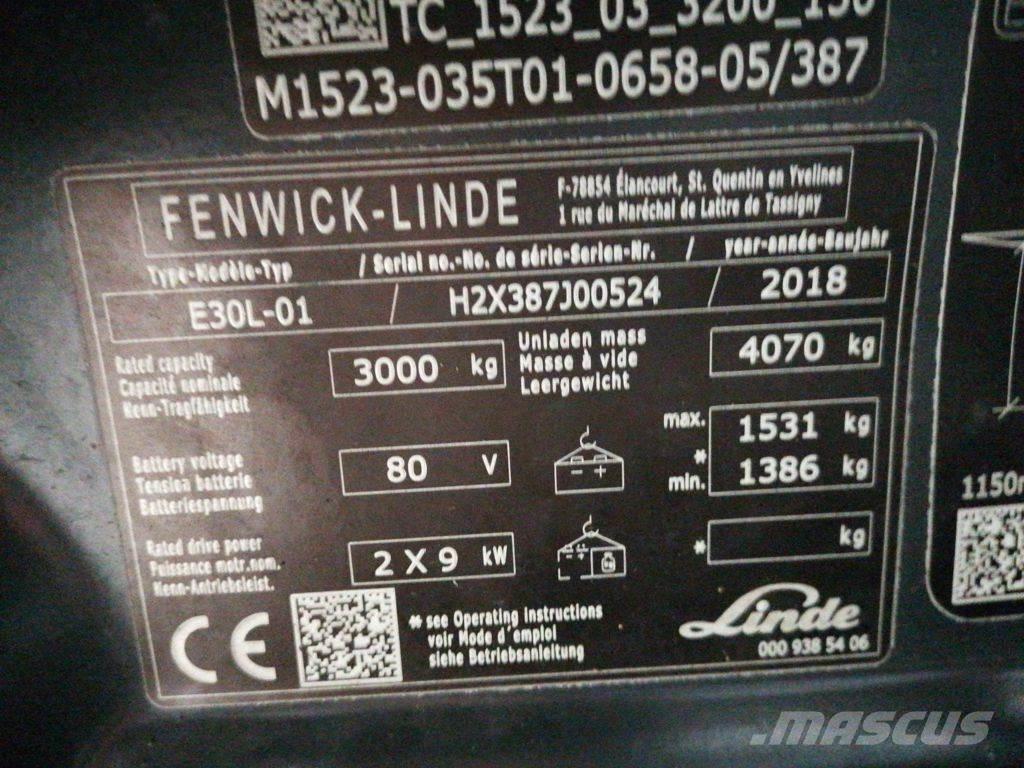 TC_1523_03_3200_150
M1523-035T01-0658-05/387
FENWICK-LINDE
F-78854 Élancourt, St. Quentin en Yvelines
1 rue du Maréchal de Lattre de Tassigny
Type-Modèle-Typ / Serial no.-No. de série-Serien-Nr. / year-année-Baujahr
E30L-01 / H2X387J00524 / 2018
Rated capacity
Capacité nominale
Nenn-Tragfähigkeit
3000 kg
Unladen mass
Masse à vide
Leergewicht
4070 kg
Battery voltage
Tension batterie
Batteriespannung
80 V
- +
max. 1531 kg
*
min. 1386 kg
Rated drive power
Puissance motr.nom.
Nenn-Antriebsleist.
2 X 9 kW
- +
* kg
CE
* see Operating instructions
voir Mode d'emploi
siehe Betriebsanleitung
Linde
000 938 54 06
1150
MASCUS